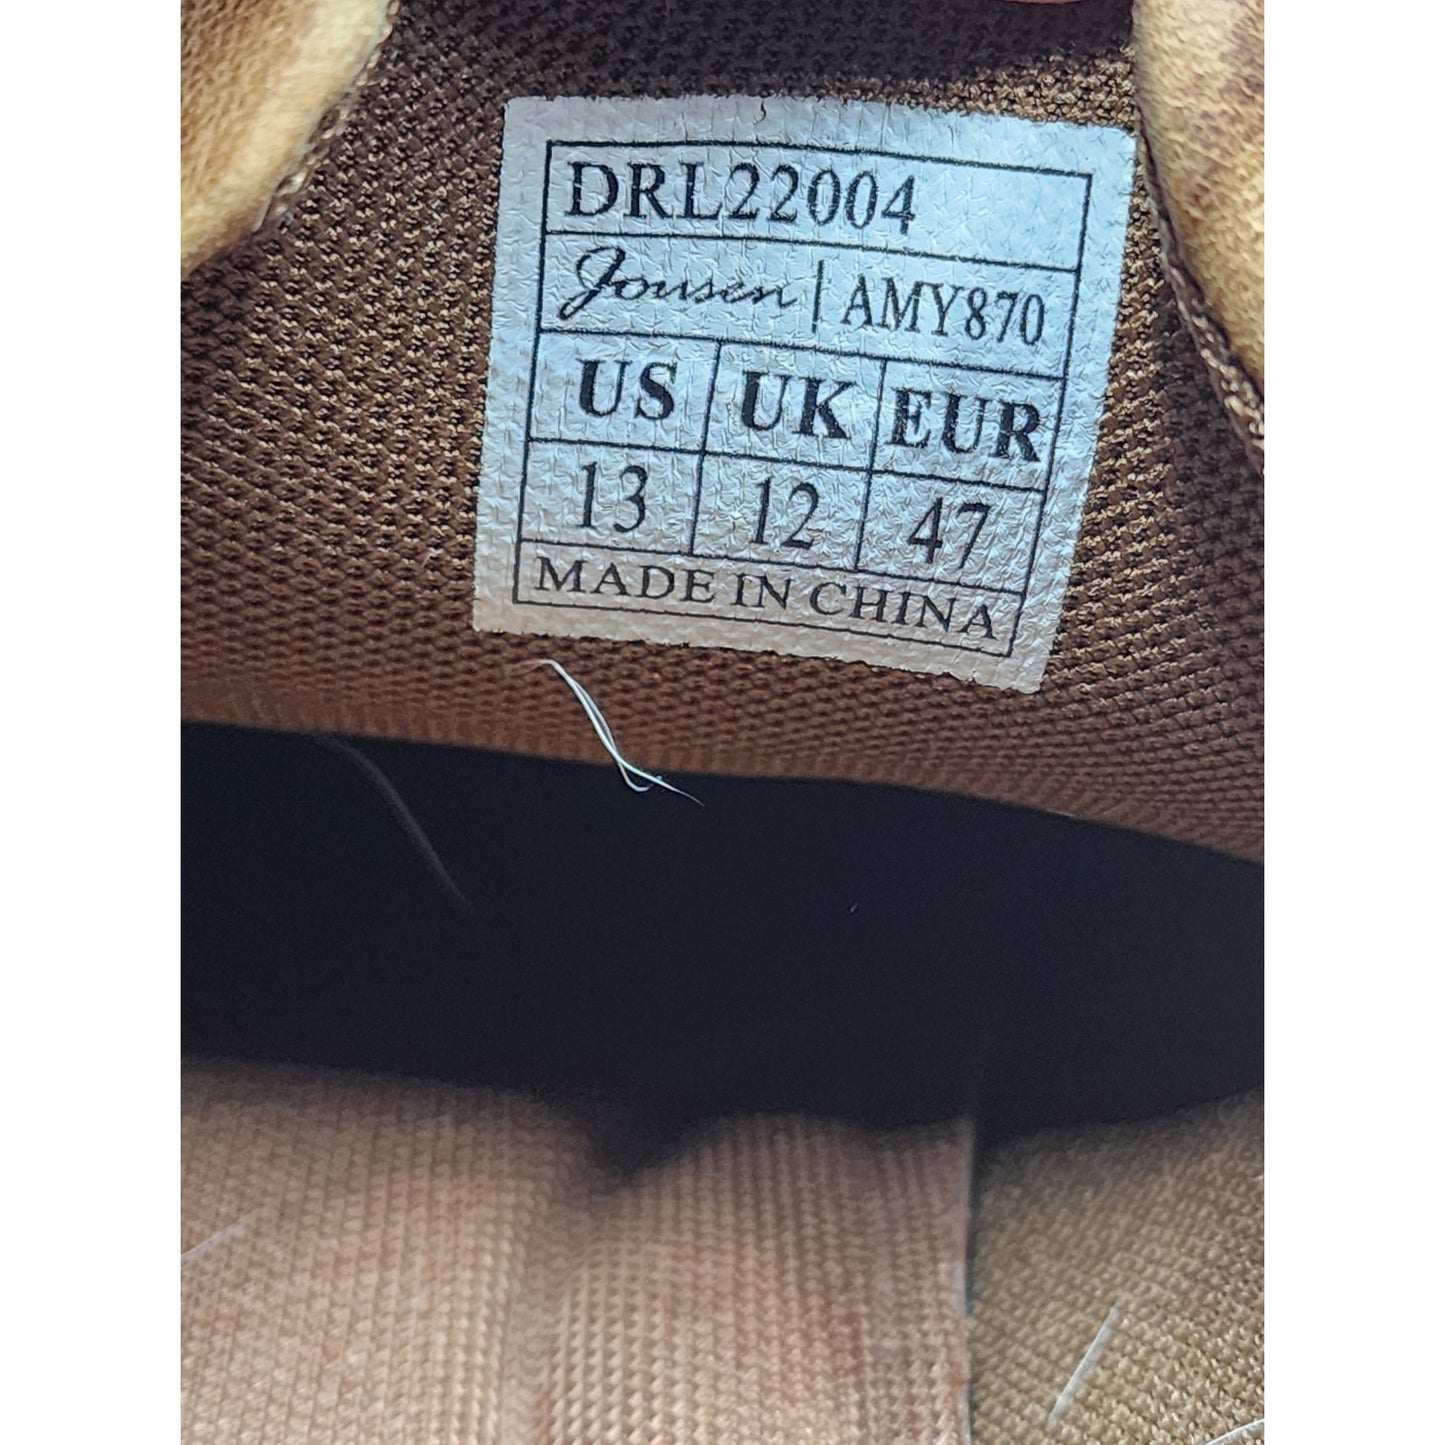 DRL22004
Jousen | AMY870
US UK EUR
13 12 47
MADE IN CHINA